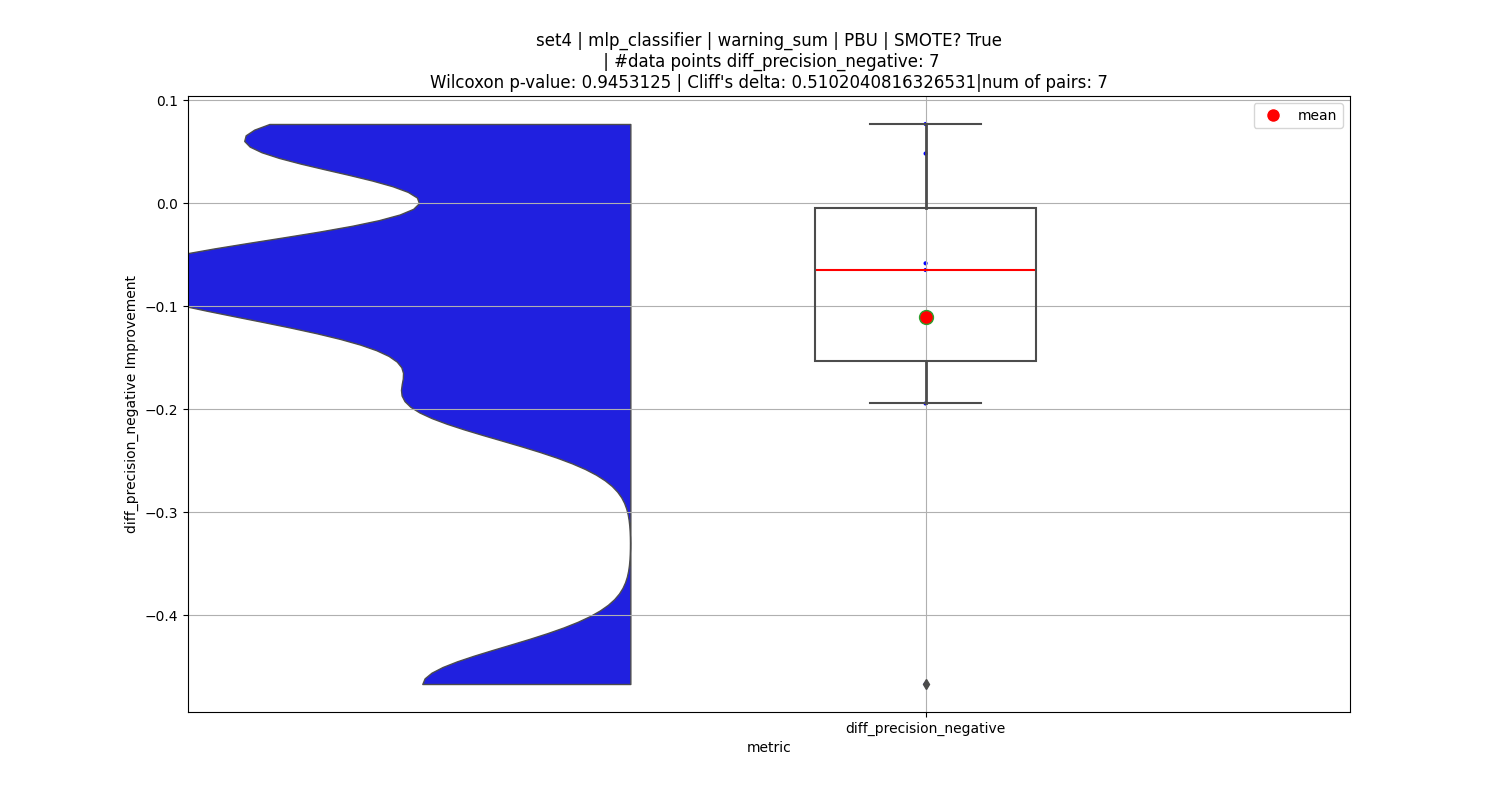 set4 | mlp_classifier | warning_sum | PBU | SMOTE? True
| #data points diff_precision_negative: 7
Wilcoxon p-value: 0.9453125 | Cliff's delta: 0.5102040816326531|num of pairs: 7
mean
0.1
0.0
−0.1
−0.2
−0.3
−0.4
diff_precision_negative Improvement
diff_precision_negative
metric